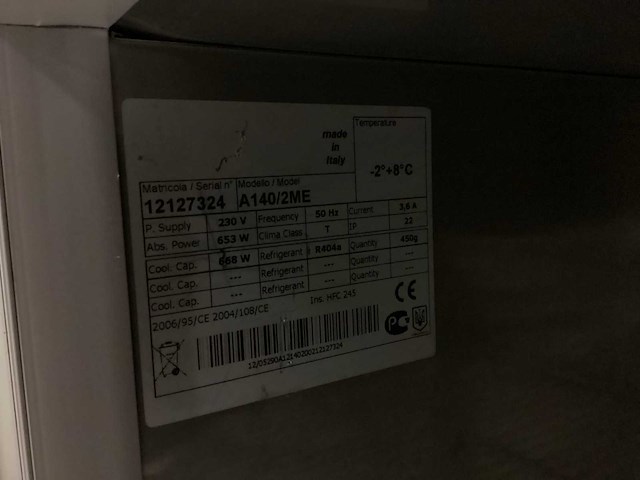 made
in
Italy
Temperature
-2°+8°C
Matricola / Serial n° Modello / Model
12127324 A140/2ME
P. Supply 230 V Frequency 50 Hz Current 3,6 A
Abs. Power 653 W Clima Class T IP 22
Cool. Cap. 668 W Refrigerant R404a Quantity 450g
Cool. Cap. --- Refrigerant --- Quantity ---
Cool. Cap. --- Refrigerant --- Quantity ---
2006/95/CE 2004/108/CE Ins. HFC 245
CE
PC